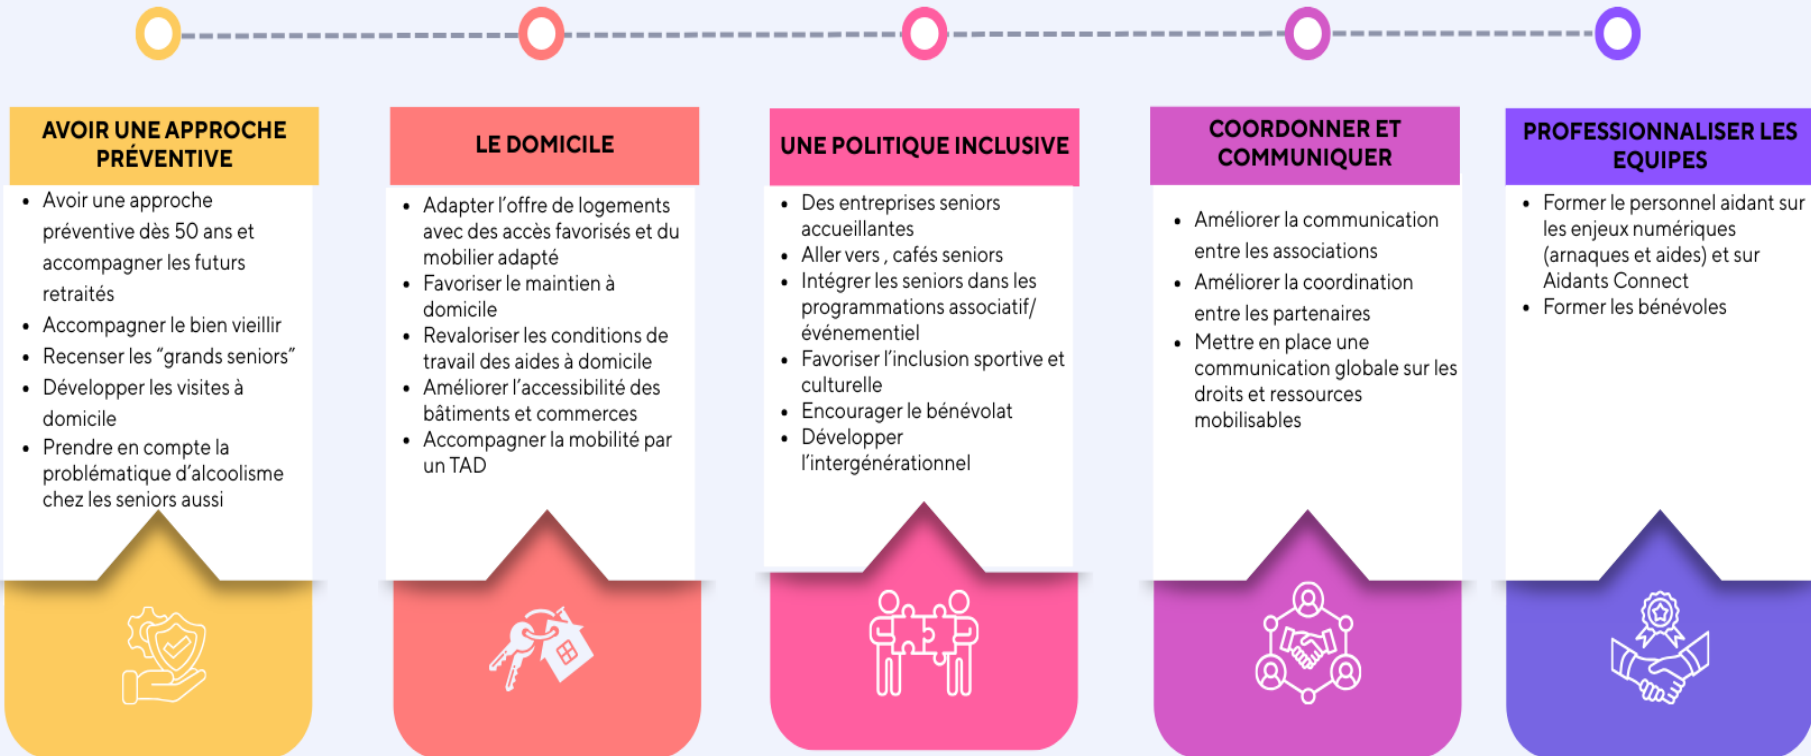 AVOIR UNE APPROCHE
PRÉVENTIVE
• Avoir une approche
préventive dès 50 ans et
accompagner les futurs
retraités
• Accompagner le bien vieillir
• Recenser les “grands seniors”
• Développer les visites à
domicile
• Prendre en compte la
problématique d’alcoolisme
chez les seniors aussi
LE DOMICILE
• Adapter l’offre de logements
avec des accès favorisés et du
mobilier adapté
• Favoriser le maintien à
domicile
• Revaloriser les conditions de
travail des aides à domicile
• Améliorer l’accessibilité des
bâtiments et commerces
• Accompagner la mobilité par
un TAD
UNE POLITIQUE INCLUSIVE
• Des entreprises seniors
accueillantes
• Aller vers , cafés seniors
• Intégrer les seniors dans les
programmations associatif/
événementiel
• Favoriser l’inclusion sportive et
culturelle
• Encourager le bénévolat
• Développer
l’intergénérationnel
COORDONNER ET
COMMUNIQUER
• Améliorer la communication
entre les associations
• Améliorer la coordination
entre les partenaires
• Mettre en place une
communication globale sur les
droits et ressources
mobilisables
PROFESSIONNALISER LES
EQUIPES
• Former le personnel aidant sur
les enjeux numériques
(arnaques et aides) et sur
Aidants Connect
• Former les bénévoles